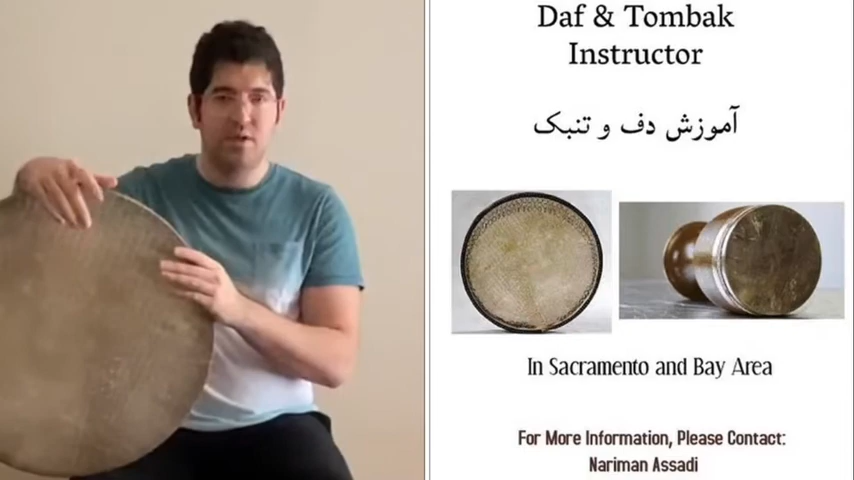 Daf & Tombak
Instructor
آموزش دف و تنبک
In Sacramento and Bay Area
For More Information, Please Contact:
Nariman Assadi